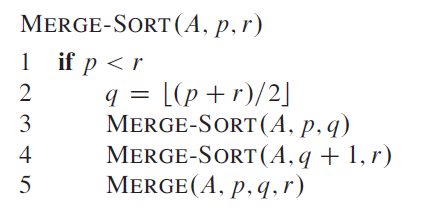 MERGE-SORT(A, p, r)
1 if p < r
2 q = ⌊(p + r)/2⌋
3 MERGE-SORT(A, p, q)
4 MERGE-SORT(A, q + 1, r)
5 MERGE(A, p, q, r)